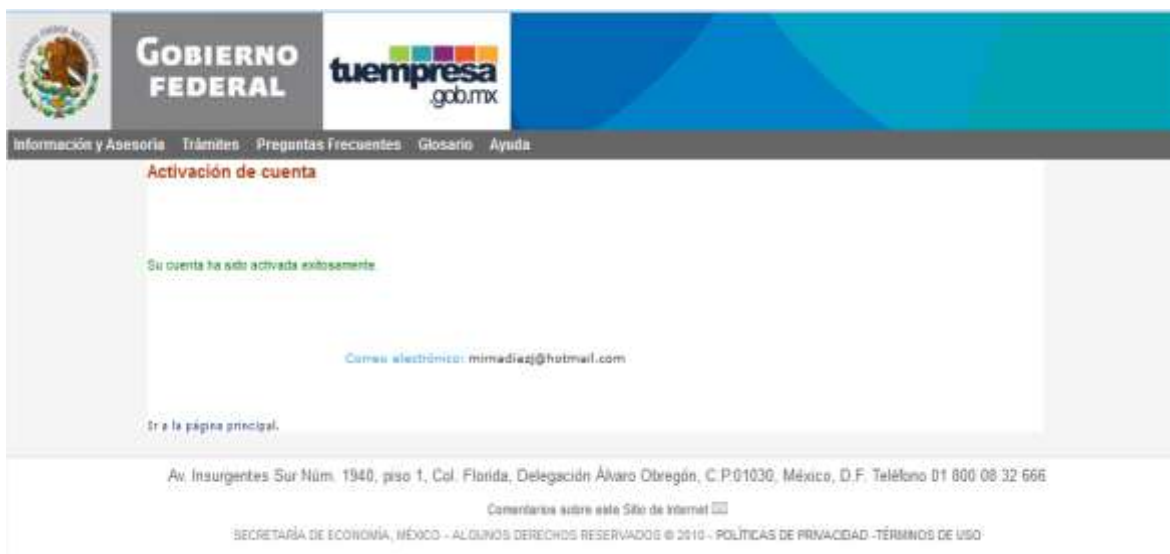 GOBIERNO
FEDERAL
tuempresa
.gob.mx
Información y Asesoría Trámites Preguntas Frecuentes Glosario Ayuda
Activación de cuenta
Su cuenta ha sido activada exitosamente
Correo electrónico: mirnadiazj@hotmail.com
Ir a la página principal.
Av. Insurgentes Sur Núm. 1940, piso 1, Col. Florida, Delegación Álvaro Obregón, C.P.01030, México, D.F. Teléfono 01 800 08 32 666
Comentarios sobre este Sitio de Internet
SECRETARÍA DE ECONOMÍA, MÉXICO - ALGUNOS DERECHOS RESERVADOS © 2010 - POLÍTICAS DE PRIVACIDAD -TÉRMINOS DE USO